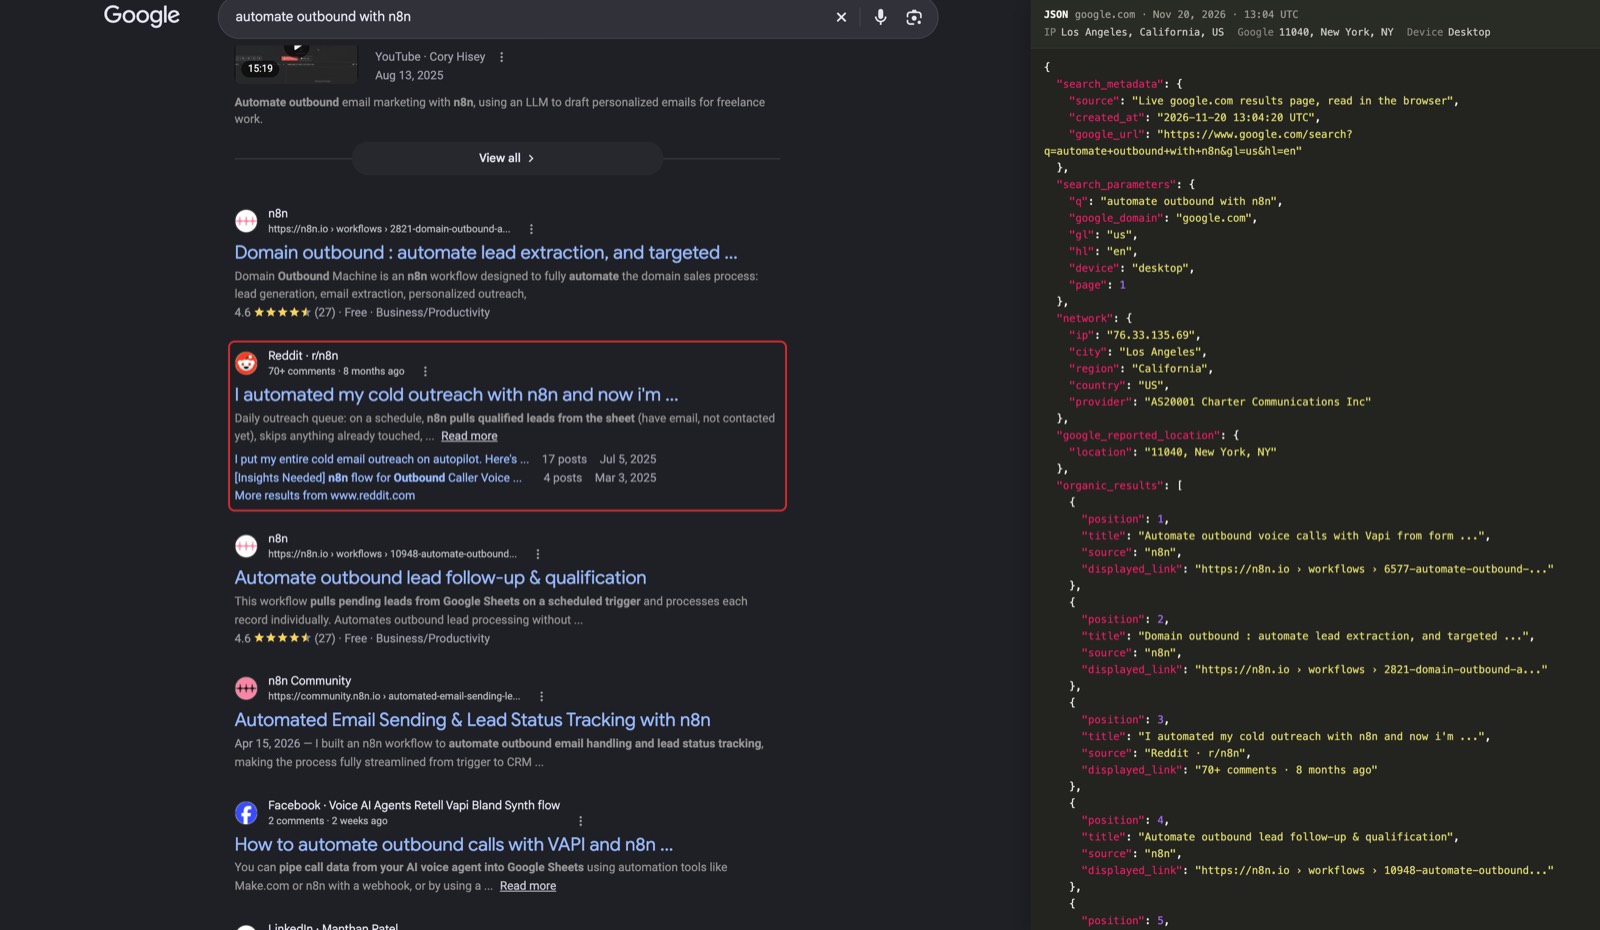 Google
automate outbound with n8n
15:19
YouTube · Cory Hisey
Aug 13, 2025
Automate outbound email marketing with n8n, using an LLM to draft personalized emails for freelance
work.
View all
n8n
https://n8n.io › workflows › 2821-domain-outbound-a...
Domain outbound : automate lead extraction, and targeted ...
Domain Outbound Machine is an n8n workflow designed to fully automate the domain sales process:
lead generation, email extraction, personalized outreach,
4.6 ★★★★★ (27) · Free · Business/Productivity
Reddit · r/n8n
70+ comments · 8 months ago
I automated my cold outreach with n8n and now i'm ...
Daily outreach queue: on a schedule, n8n pulls qualified leads from the sheet (have email, not contacted
yet), skips anything already touched, ... Read more
I put my entire cold email outreach on autopilot. Here's ... 17 posts Jul 5, 2025
[Insights Needed] n8n flow for Outbound Caller Voice ... 4 posts Mar 3, 2025
More results from www.reddit.com
n8n
https://n8n.io › workflows › 10948-automate-outbound...
Automate outbound lead follow-up & qualification
This workflow pulls pending leads from Google Sheets on a scheduled trigger and processes each
record individually. Automates outbound lead processing without ...
4.6 ★★★★★ (27) · Free · Business/Productivity
n8n Community
https://community.n8n.io › automated-email-sending-le...
Automated Email Sending & Lead Status Tracking with n8n
Apr 15, 2026 — I built an n8n workflow to automate outbound email handling and lead status tracking,
making the process fully streamlined from trigger to CRM ...
Facebook · Voice AI Agents Retell Vapi Bland Synth flow
2 comments · 2 weeks ago
How to automate outbound calls with VAPI and n8n ...
You can pipe call data from your AI voice agent into Google Sheets using automation tools like
Make.com or n8n with a webhook, or by using a ... Read more
LinkedIn · Manthan Patel
JSON google.com · Nov 20, 2026 · 13:04 UTC
IP Los Angeles, California, US Google 11040, New York, NY Device Desktop
{
"search_metadata": {
"source": "Live google.com results page, read in the browser",
"created_at": "2026-11-20 13:04:20 UTC",
"google_url": "https://www.google.com/search?
q=automate+outbound+with+n8n&gl=us&hl=en"
},
"search_parameters": {
"q": "automate outbound with n8n",
"google_domain": "google.com",
"gl": "us",
"hl": "en",
"device": "desktop",
"page": 1
},
"network": {
"ip": "76.33.135.69",
"city": "Los Angeles",
"region": "California",
"country": "US",
"provider": "AS20001 Charter Communications Inc"
},
"google_reported_location": {
"location": "11040, New York, NY"
},
"organic_results": [
{
"position": 1,
"title": "Automate outbound voice calls with Vapi from form ...",
"source": "n8n",
"displayed_link": "https://n8n.io › workflows › 6577-automate-outbound-..."
},
{
"position": 2,
"title": "Domain outbound : automate lead extraction, and targeted ...",
"source": "n8n",
"displayed_link": "https://n8n.io › workflows › 2821-domain-outbound-a..."
},
{
"position": 3,
"title": "I automated my cold outreach with n8n and now i'm ...",
"source": "Reddit · r/n8n",
"displayed_link": "70+ comments · 8 months ago"
},
{
"position": 4,
"title": "Automate outbound lead follow-up & qualification",
"source": "n8n",
"displayed_link": "https://n8n.io › workflows › 10948-automate-outbound..."
},
{
"position": 5,